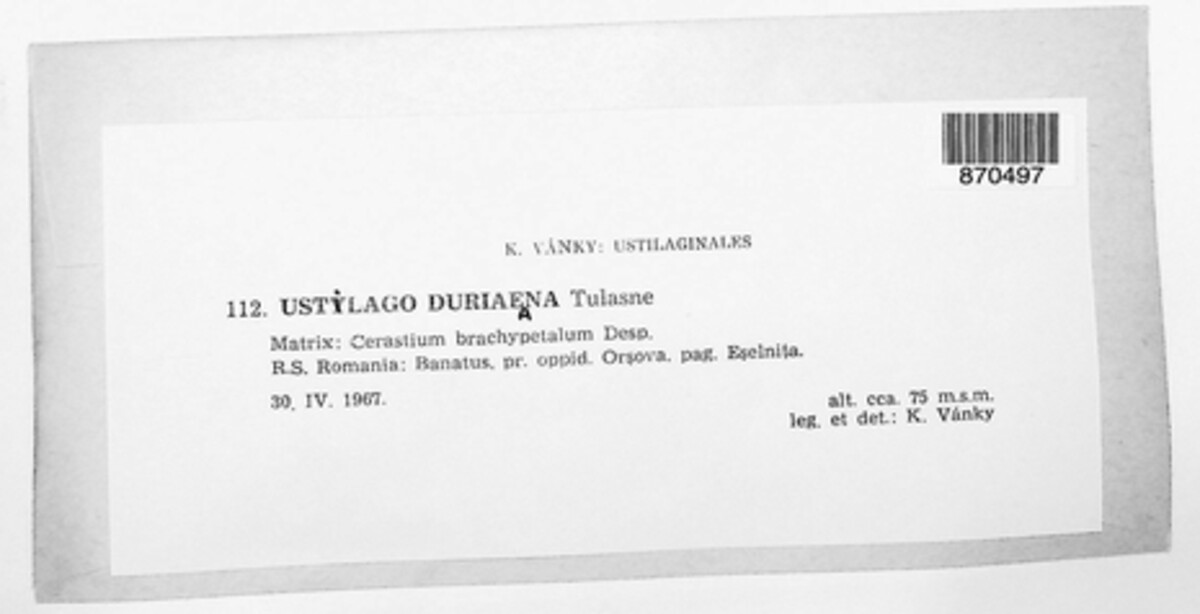 870497
K. VÁNKY: USTILAGINALES
112. USTILAGO DURIAENA Tulasne
A
Matrix: Cerastium brachypetalum Desp.
R.S. Romania: Banatus, pr. oppid. Orşova, pag. Eşelniţa.
30. IV. 1967.
alt. cca. 75 m.s.m.
leg. et det.: K. Vánky